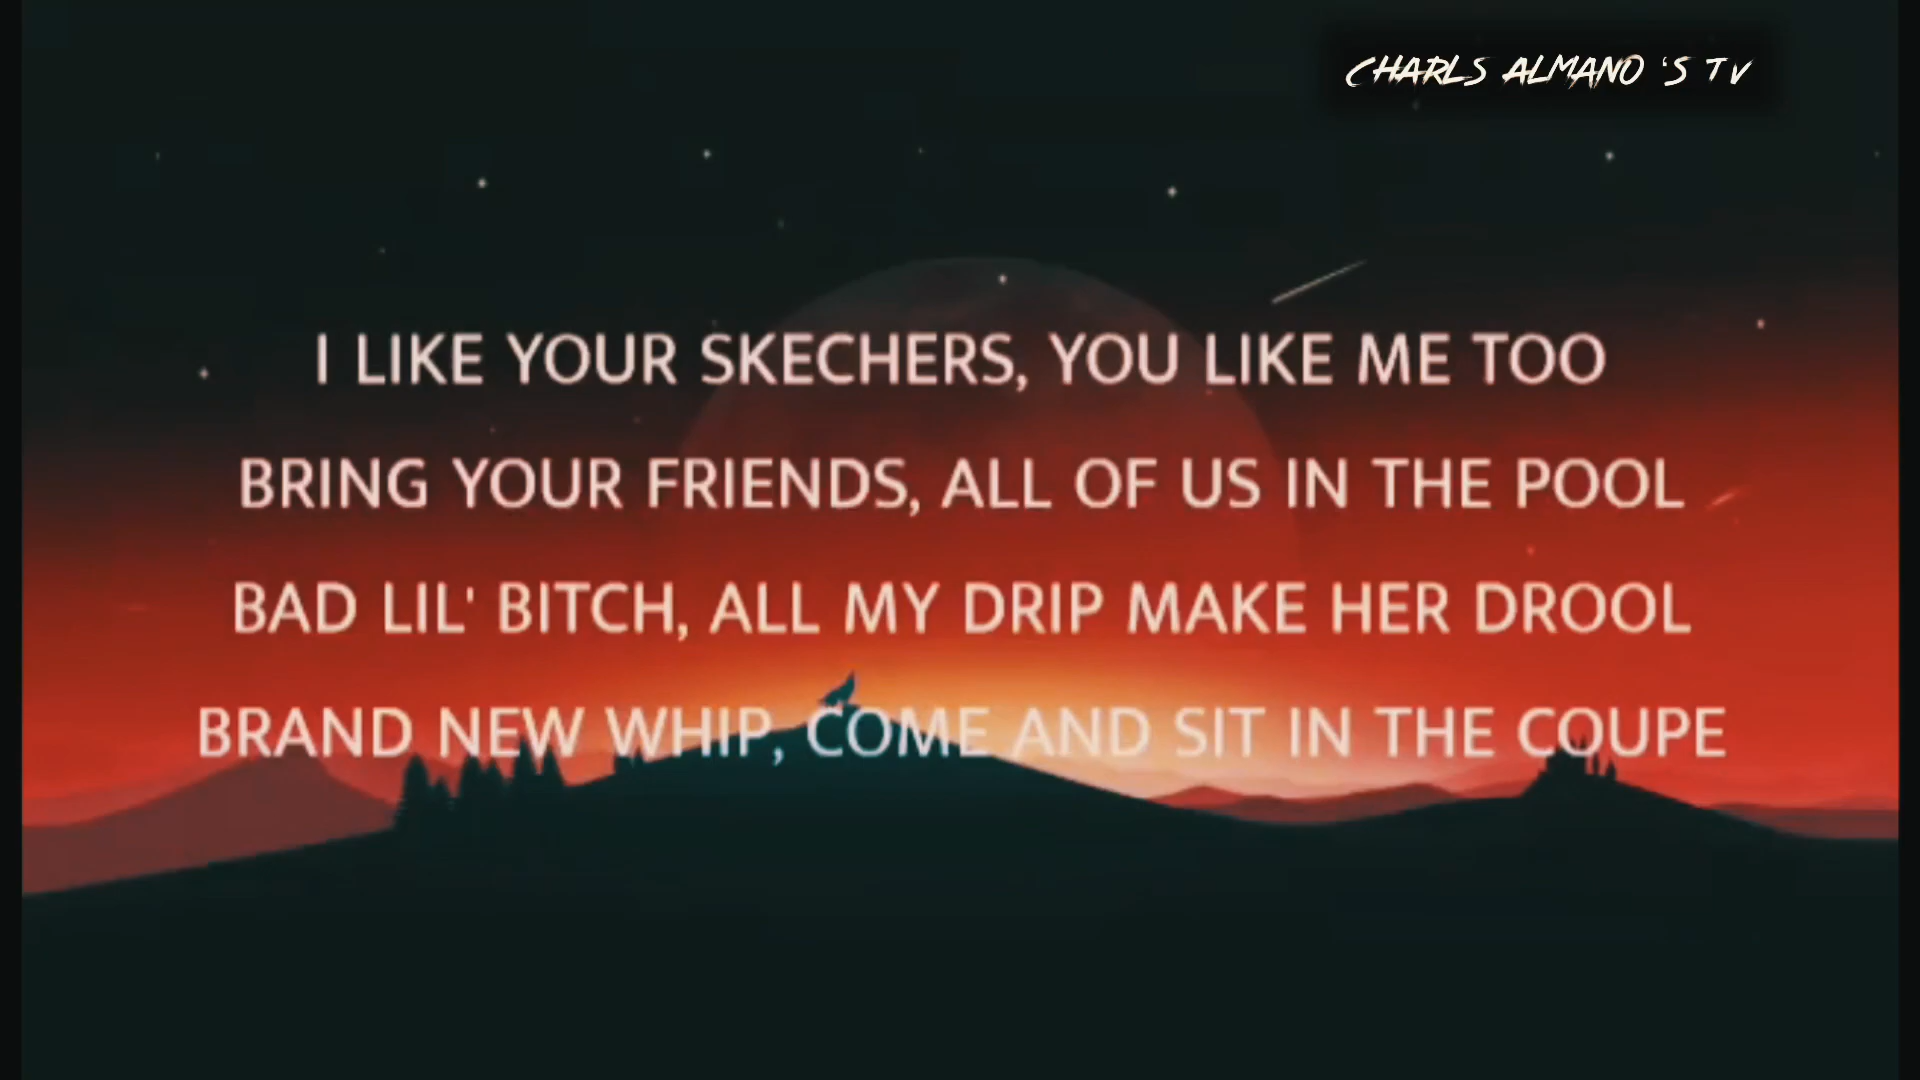 CHARLS ALMANO 'S TV
I LIKE YOUR SKECHERS, YOU LIKE ME TOO
BRING YOUR FRIENDS, ALL OF US IN THE POOL
BAD LIL' BITCH, ALL MY DRIP MAKE HER DROOL
BRAND NEW WHIP, COME AND SIT IN THE COUPE